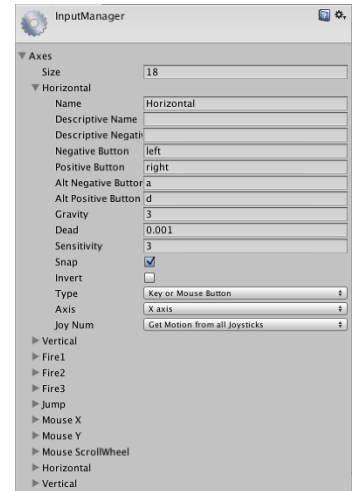 InputManager
Axes
Size 18
Horizontal
Name Horizontal
Descriptive Name
Descriptive Negativ
Negative Button left
Positive Button right
Alt Negative Buttor a
Alt Positive Button d
Gravity 3
Dead 0.001
Sensitivity 3
Snap
Invert
Type Key or Mouse Button
Axis X axis
Joy Num Get Motion from all Joysticks
Vertical
Fire1
Fire2
Fire3
Jump
Mouse X
Mouse Y
Mouse ScrollWheel
Horizontal
Vertical